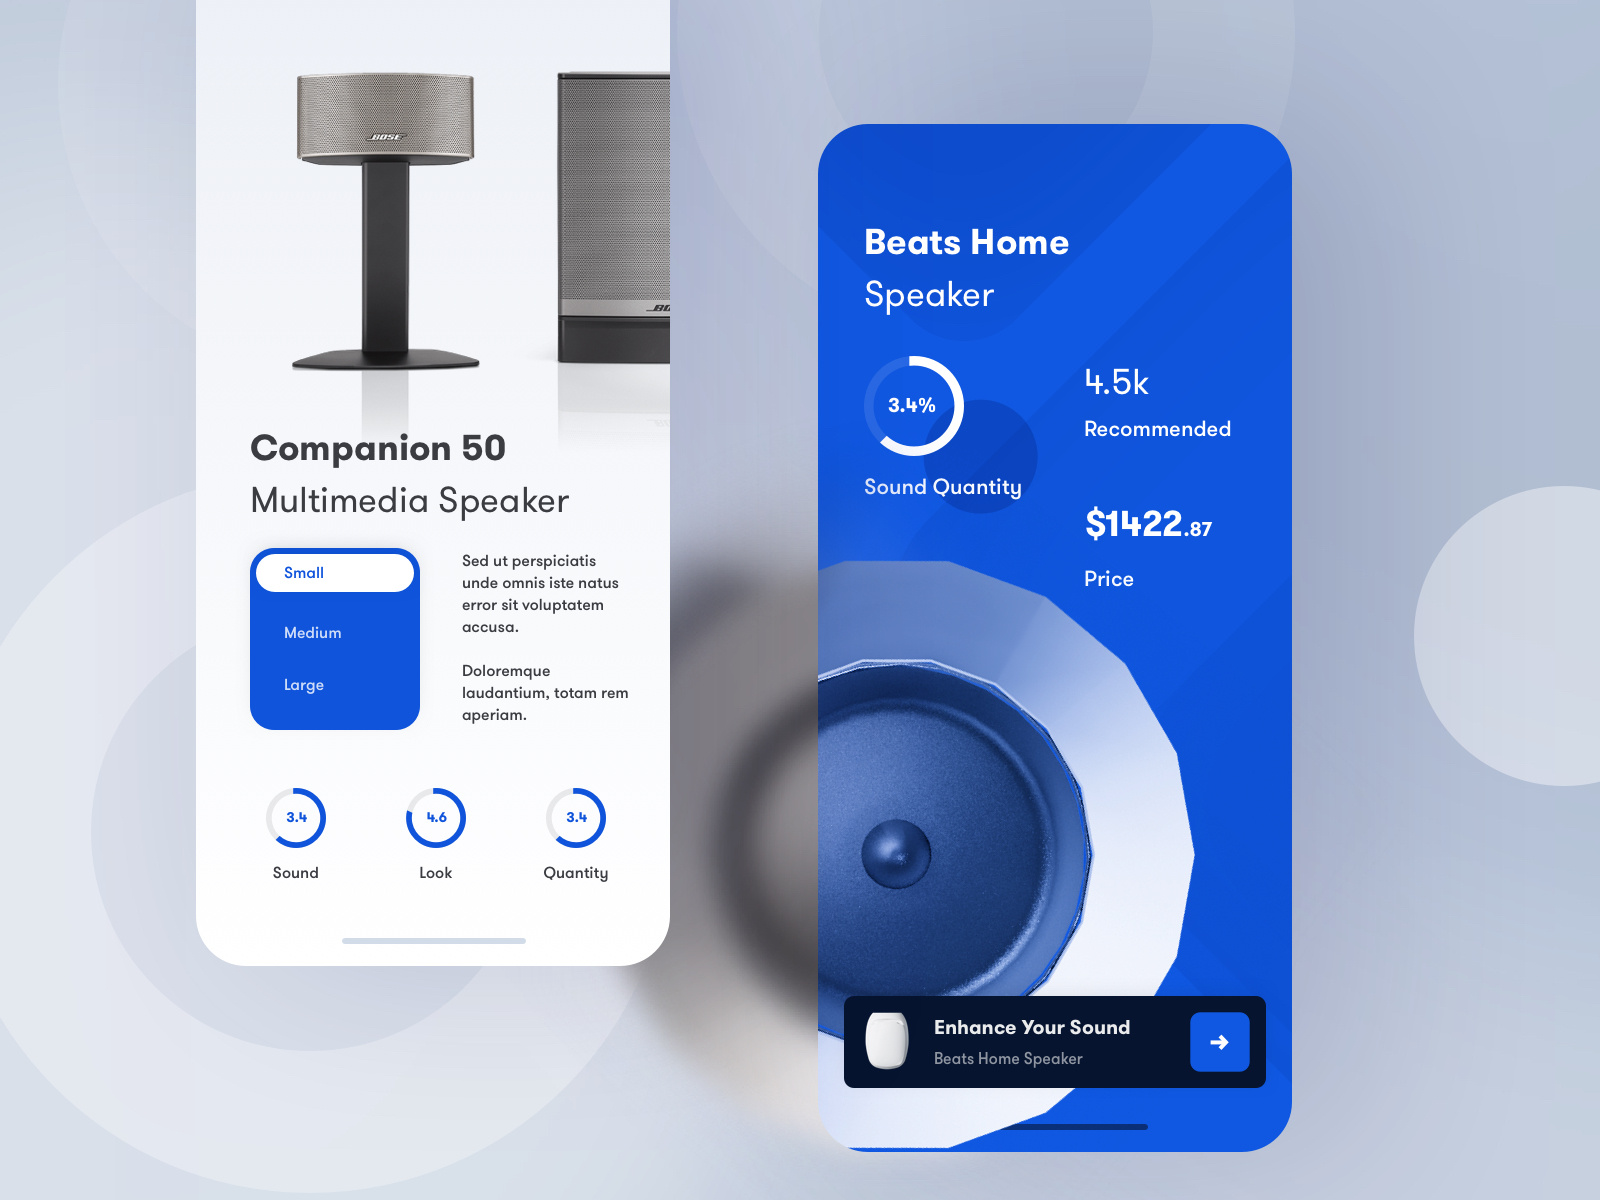 BOSE
Companion 50
Multimedia Speaker
Small
Medium
Large
Sed ut perspiciatis
unde omnis iste natus
error sit voluptatem
accusa.
Doloremque
laudantium, totam rem
aperiam.
3.4
4.6
3.4
Sound
Look
Quantity
Beats Home
Speaker
3.4%
Sound Quantity
4.5k
Recommended
$1422.87
Price
Enhance Your Sound
Beats Home Speaker